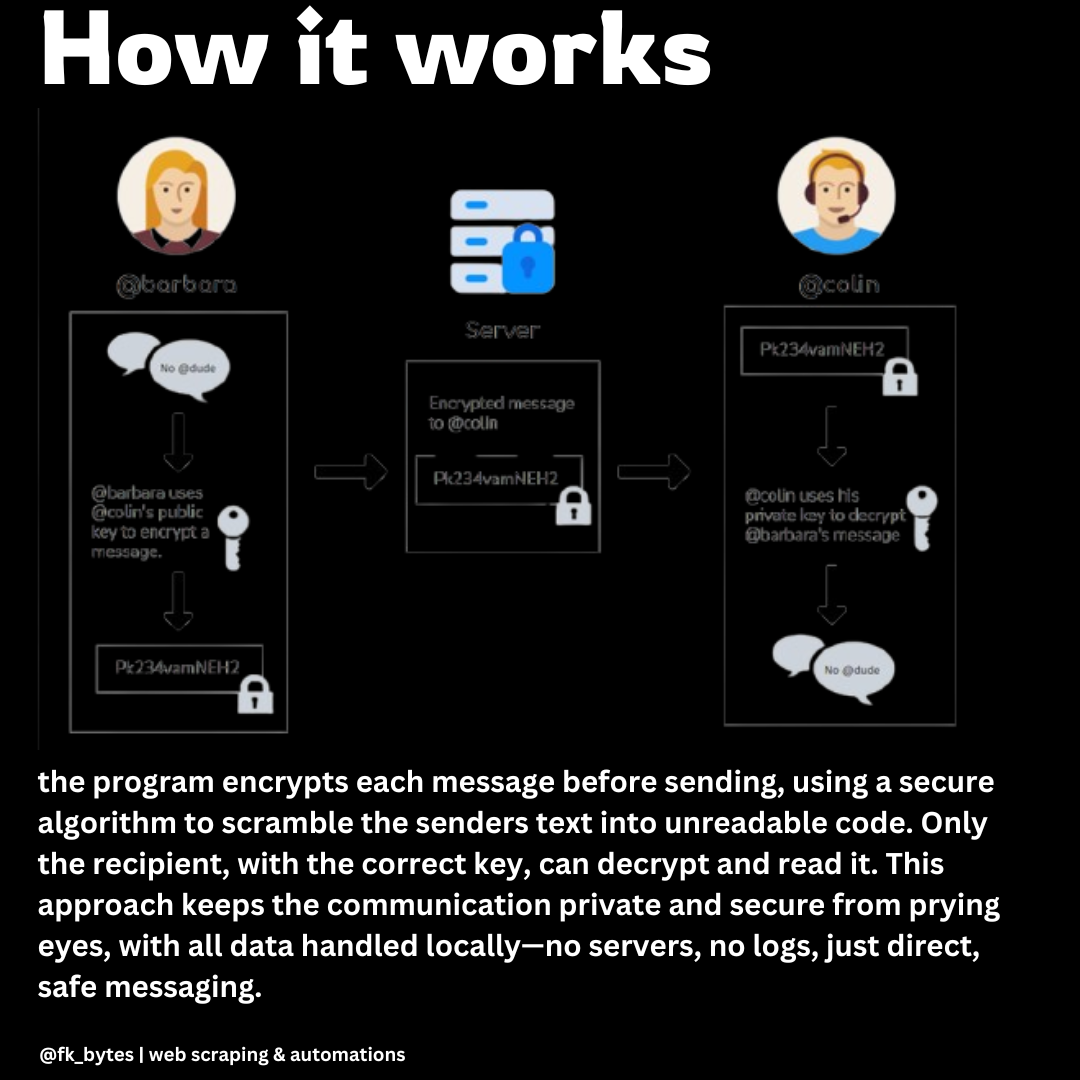 How it works
@barbara
No @dude
@barbara uses
@colin's public
key to encrypt a
message.
Pk234vamNEH2
Server
Encrypted message
to @colin
Pk234vamNEH2
@colin
Pk234vamNEH2
@colin uses his
private key to decrypt
@barbara's message
No @dude
the program encrypts each message before sending, using a secure
algorithm to scramble the senders text into unreadable code. Only
the recipient, with the correct key, can decrypt and read it. This
approach keeps the communication private and secure from prying
eyes, with all data handled locally—no servers, no logs, just direct,
safe messaging.
@fk_bytes | web scraping & automations